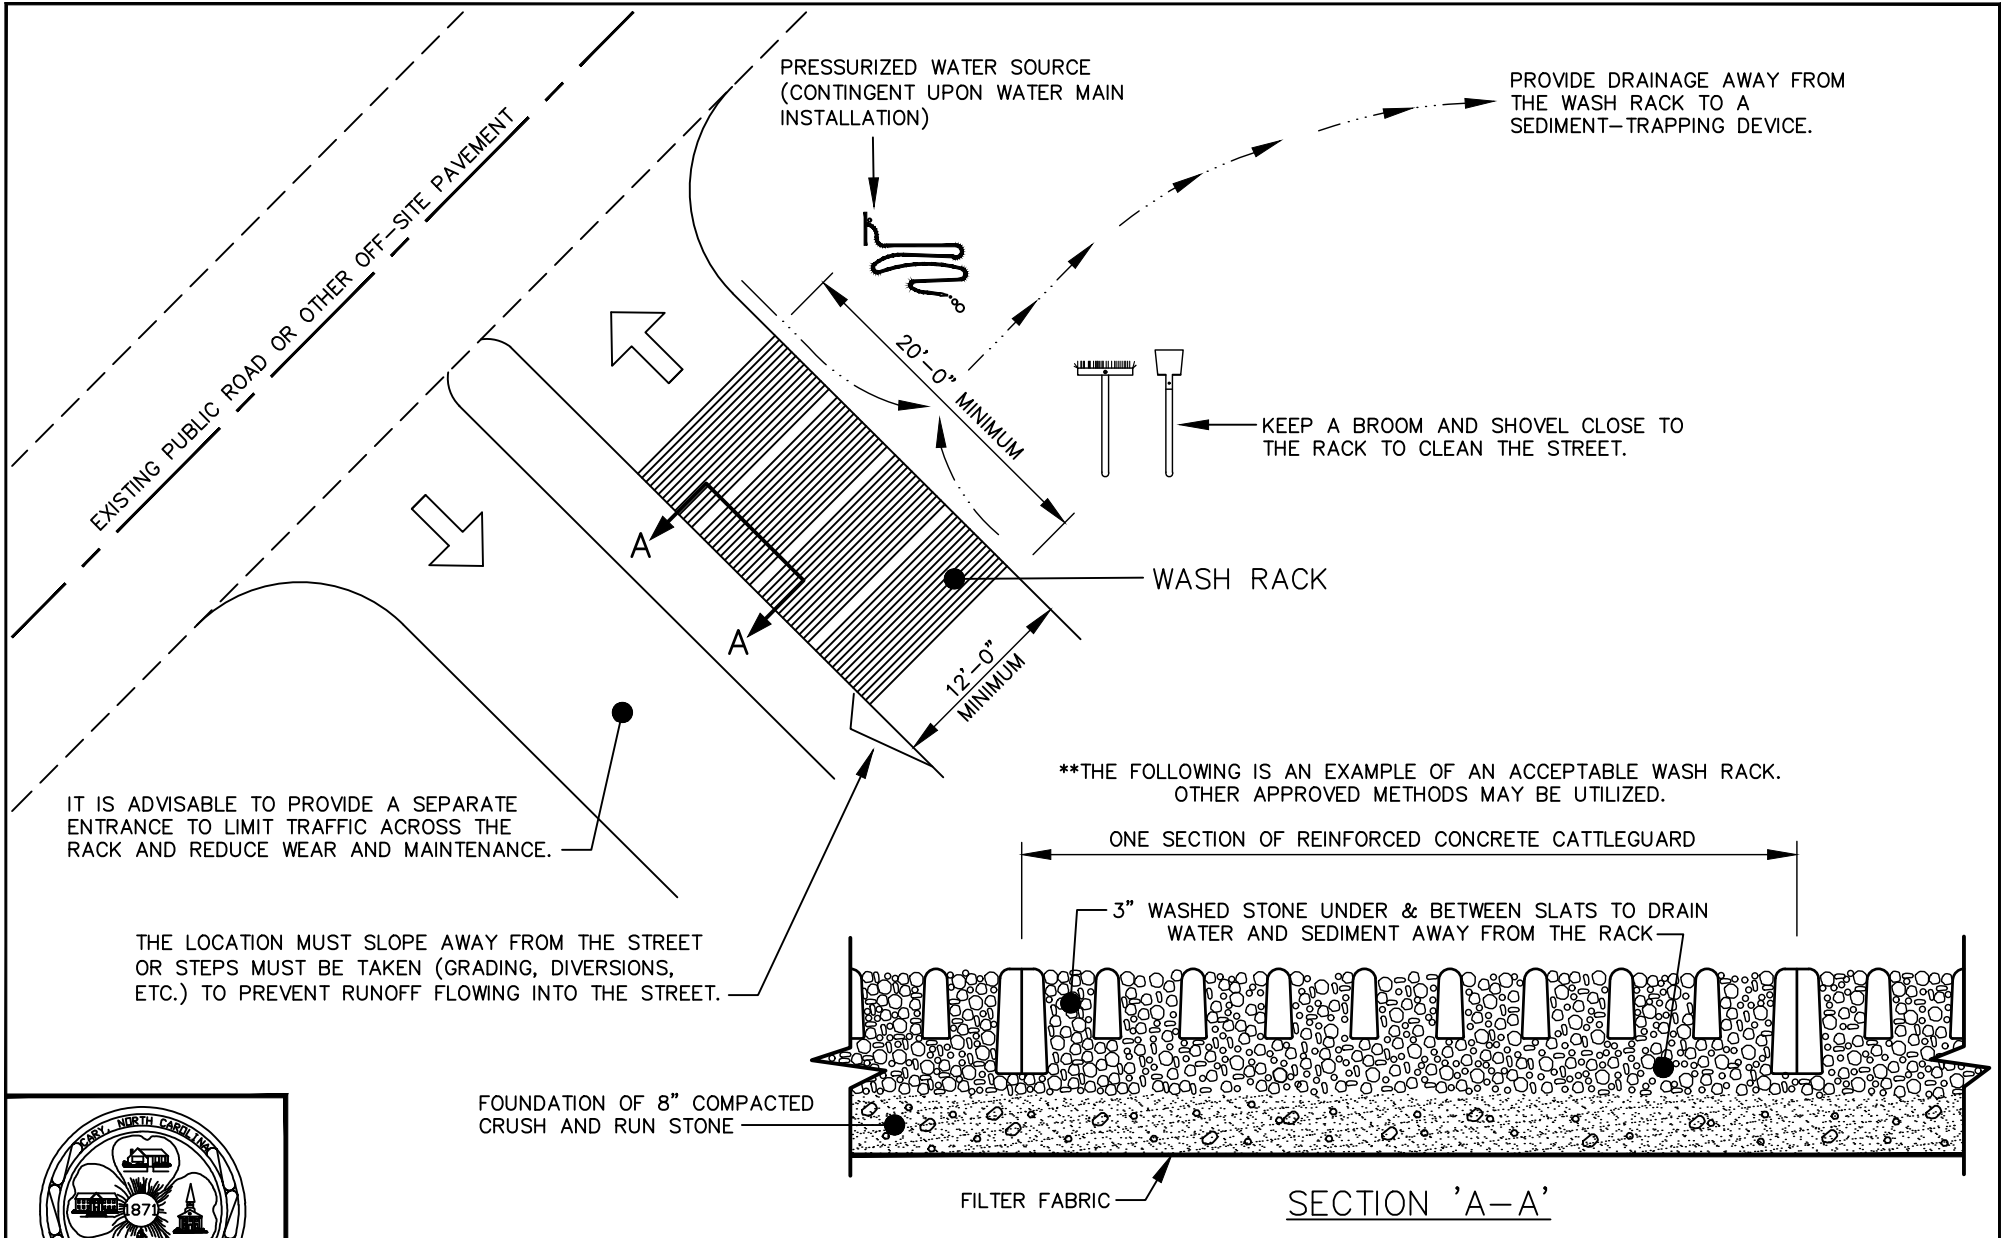 PRESSURIZED WATER SOURCE
(CONTINGENT UPON WATER MAIN
INSTALLATION)
PROVIDE DRAINAGE AWAY FROM
THE WASH RACK TO A
SEDIMENT-TRAPPING DEVICE.
EXISTING PUBLIC ROAD OR OTHER OFF-SITE PAVEMENT
20'-0" MINIMUM
KEEP A BROOM AND SHOVEL CLOSE TO
THE RACK TO CLEAN THE STREET.
A
WASH RACK
A
12'-0"
MINIMUM
**THE FOLLOWING IS AN EXAMPLE OF AN ACCEPTABLE WASH RACK.
OTHER APPROVED METHODS MAY BE UTILIZED.
IT IS ADVISABLE TO PROVIDE A SEPARATE
ENTRANCE TO LIMIT TRAFFIC ACROSS THE
RACK AND REDUCE WEAR AND MAINTENANCE.
ONE SECTION OF REINFORCED CONCRETE CATTLEGUARD
3" WASHED STONE UNDER & BETWEEN SLATS TO DRAIN
WATER AND SEDIMENT AWAY FROM THE RACK
THE LOCATION MUST SLOPE AWAY FROM THE STREET
OR STEPS MUST BE TAKEN (GRADING, DIVERSIONS,
ETC.) TO PREVENT RUNOFF FLOWING INTO THE STREET.
FOUNDATION OF 8" COMPACTED
CRUSH AND RUN STONE
CARY, NORTH CAROLINA
1871
FILTER FABRIC
SECTION 'A-A'